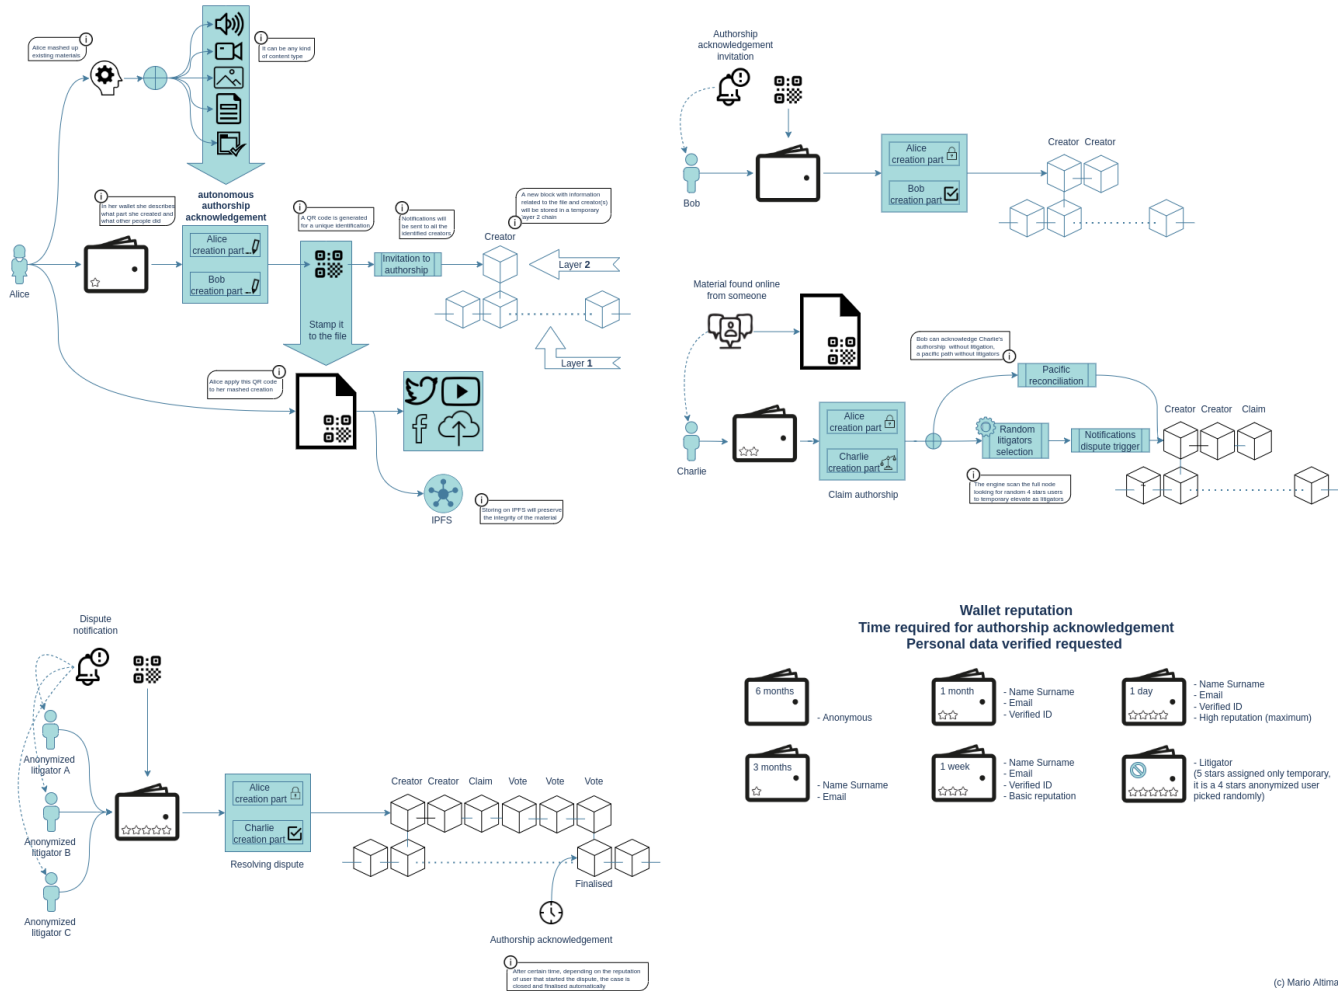 Alice mashed up
existing materials
It can be any kind
of content type
autonomous
authorship
acknowledgement
In her wallet she describes
what part she created and
what other people did
Alice
creation part
Bob
creation part
Alice
A QR code is generated
for a unique identification
Notifications will
be sent to all the
identified creators
A new block with information
related to the file and creator(s)
will be stored in a temporary
layer 2 chain
Invitation to
authorship
Creator
Layer 2
Layer 1
Stamp it
to the file
Alice apply this QR code
to her mashed creation
IPFS
Storing on IPFS will preserve
the integrity of the material
Authorship
acknowledgement
invitation
Bob
Alice
creation part
Bob
creation part
Creator Creator
Material found online
from someone
Charlie
Alice
creation part
Charlie
creation part
Claim authorship
Bob can acknowledge Charlie's
authorship without litigation,
a pacific path without litigators
Pacific
reconciliation
Random
litigators
selection
Notifications
dispute trigger
The engine scan the full node
looking for random 4 stars users
to temporary elevate as litigators
Creator Creator Claim
Dispute
notification
Anonymized
litigator A
Anonymized
litigator B
Anonymized
litigator C
Alice
creation part
Charlie
creation part
Resolving dispute
Creator Creator Claim Vote Vote Vote
Finalised
Authorship acknowledgement
After certain time, depending on the reputation
of user that started the dispute, the case is
closed and finalised automatically
Wallet reputation
Time required for authorship acknowledgement
Personal data verified requested
6 months
- Anonymous
1 month
- Name Surname
- Email
- Verified ID
1 day
- Name Surname
- Email
- Verified ID
- High reputation (maximum)
3 months
- Name Surname
- Email
1 week
- Name Surname
- Email
- Verified ID
- Basic reputation
- Litigator
(5 stars assigned only temporary,
it is a 4 stars anonymized user
picked randomly)
(c) Mario Altima